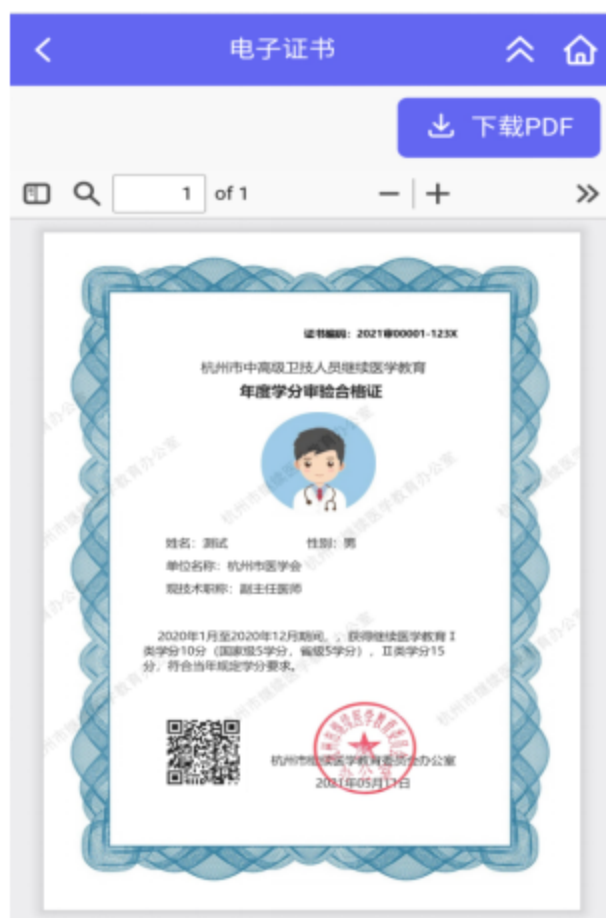 电子证书
下载PDF
1 of 1
证书编码：2021审00001-123X
杭州市中高级卫技人员继续医学教育
年度学分审验合格证
姓名：测试 性别：男
单位名称：杭州市医学会
现技术职称：副主任医师
2020年1月至2020年12月期间，，获得继续医学教育 I
类学分10分（国家级5学分，省级5学分），II类学分15
分，符合当年规定学分要求。
杭州市继续医学教育委员会办公室
2021年05月17日